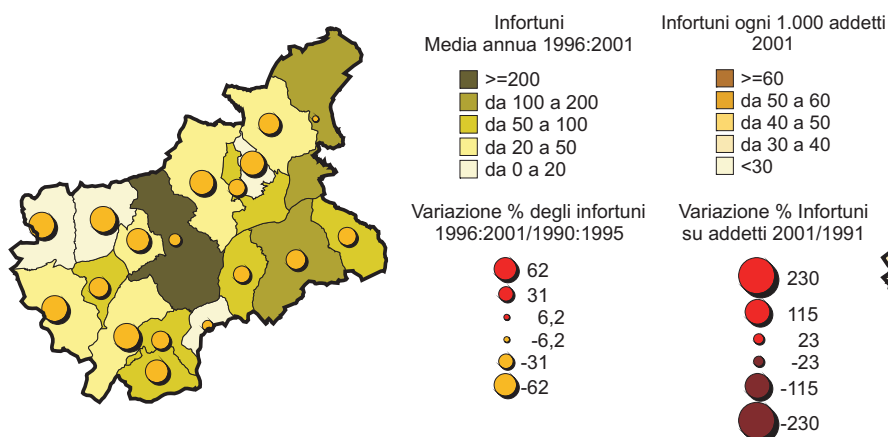 Infortuni
Media annua 1996:2001
>=200
da 100 a 200
da 50 a 100
da 20 a 50
da 0 a 20
Infortuni ogni 1.000 addetti
2001
>=60
da 50 a 60
da 40 a 50
da 30 a 40
<30
Variazione % degli infortuni
1996:2001/1990:1995
62
31
6,2
-6,2
-31
-62
Variazione % Infortuni
su addetti 2001/1991
230
115
23
-23
-115
-230